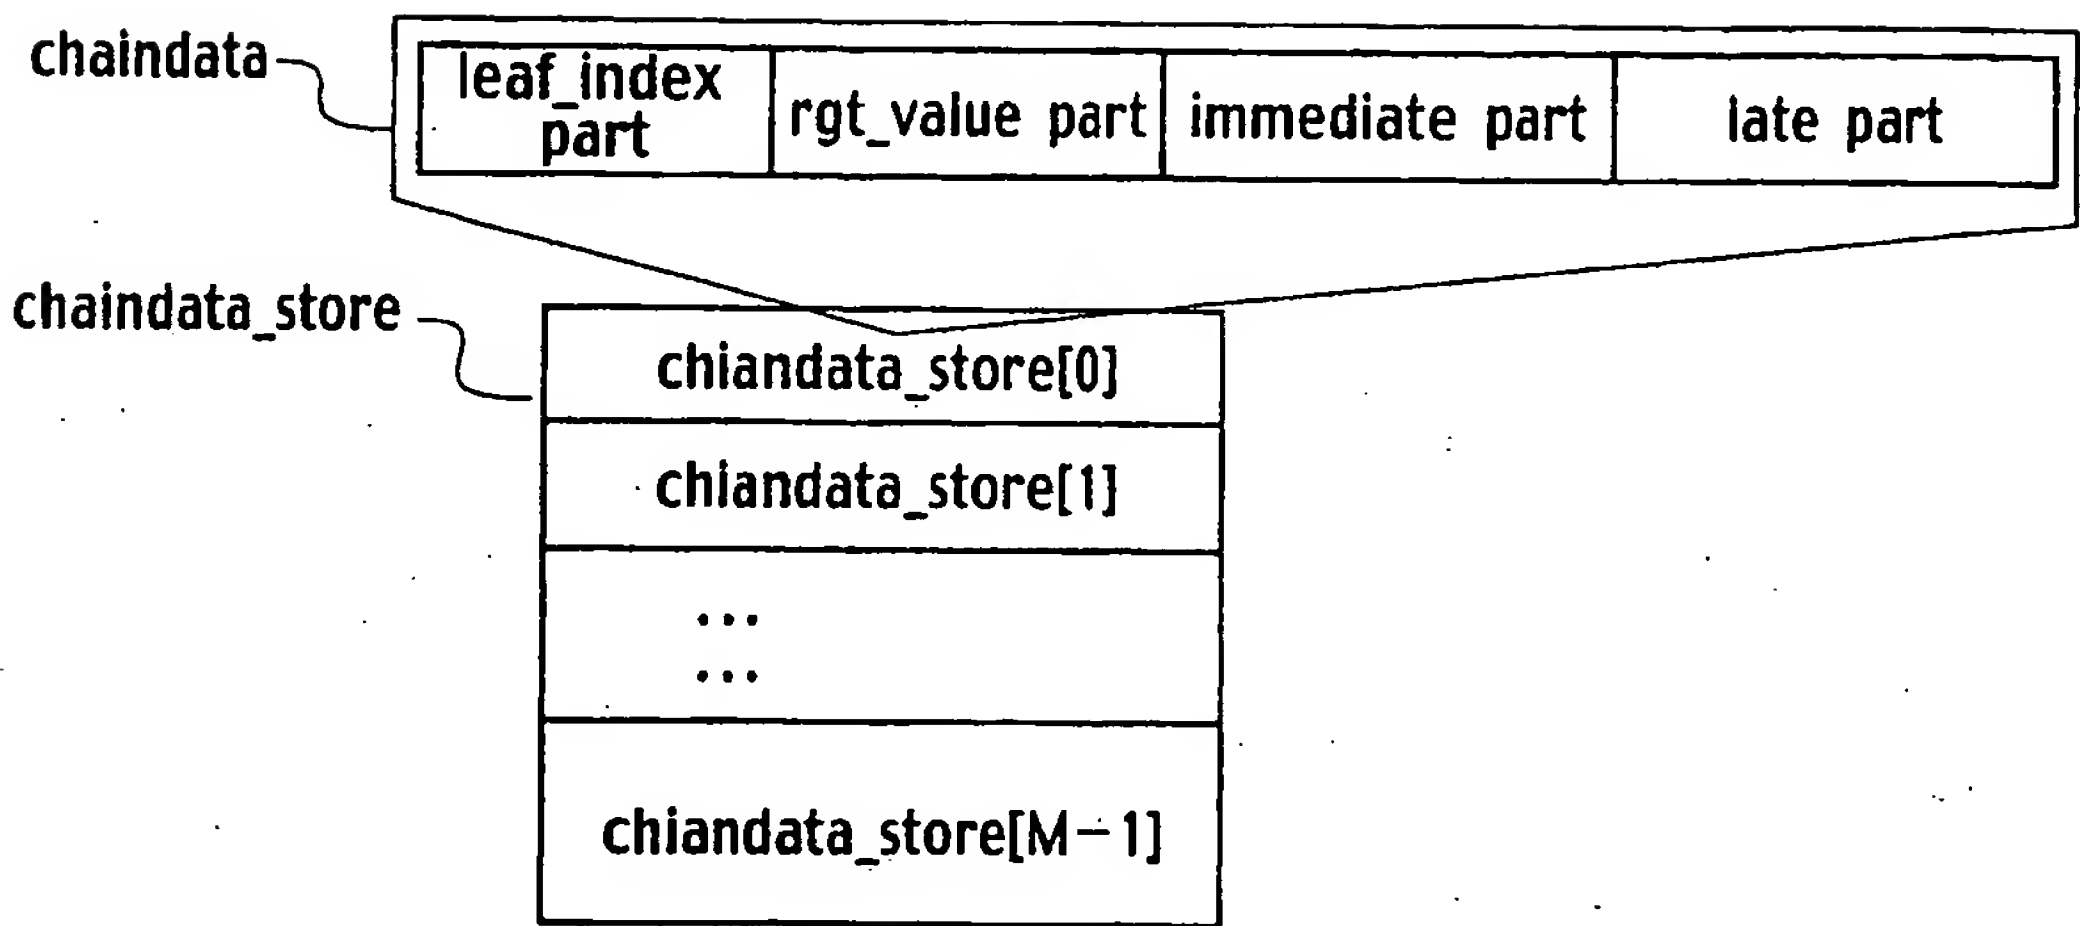 chaindata
leaf_index
part
rgt_value part
immediate part
late part
chaindata_store
chiandata_store[0]
chiandata_store[1]
...
...
chiandata_store[M-1]